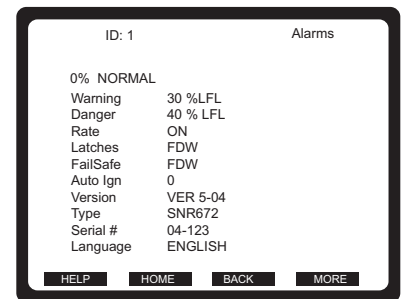 ID: 1 Alarms
0% NORMAL
Warning 30 %LFL
Danger 40 % LFL
Rate ON
Latches FDW
FailSafe FDW
Auto Ign 0
Version VER 5-04
Type SNR672
Serial # 04-123
Language ENGLISH
HELP HOME BACK MORE